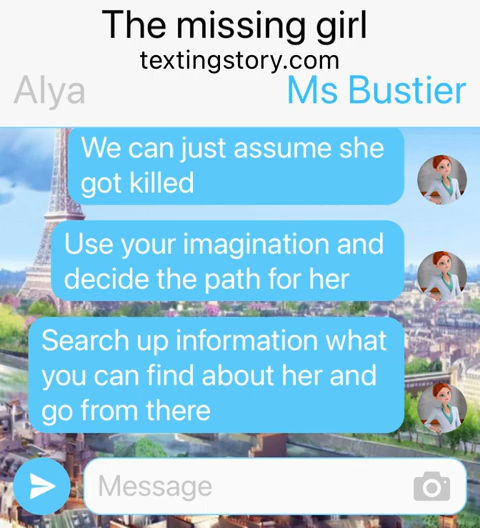 The missing girl
textingstory.com
Alya Ms Bustier
We can just assume she
got killed
Use your imagination and
decide the path for her
Search up information what
you can find about her and
go from there
Message